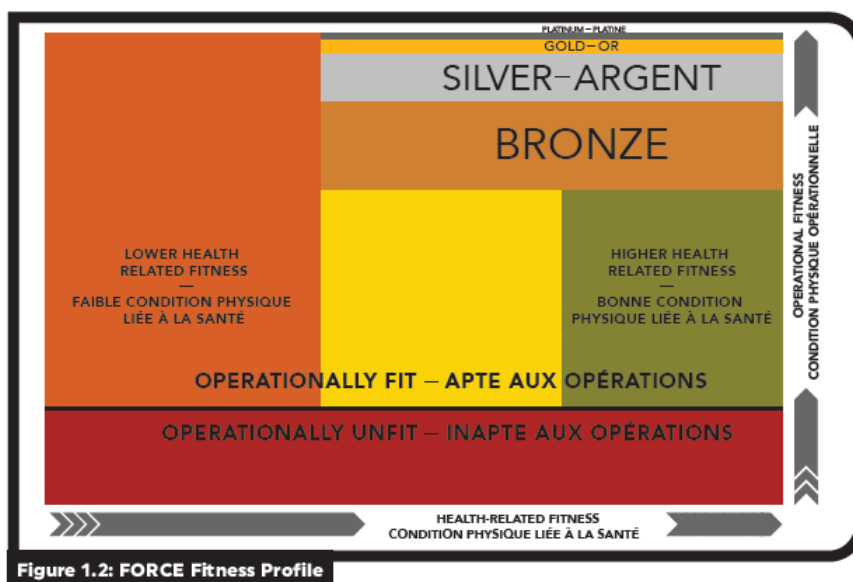 PLATINUM–PLATINE
GOLD–OR
SILVER–ARGENT
BRONZE
LOWER HEALTH
RELATED FITNESS
—
FAIBLE CONDITION PHYSIQUE
LIÉE À LA SANTÉ
HIGHER HEALTH
RELATED FITNESS
—
BONNE CONDITION
PHYSIQUE LIÉE À LA SANTÉ
OPERATIONALLY FIT – APTE AUX OPÉRATIONS
OPERATIONALLY UNFIT – INAPTE AUX OPÉRATIONS
OPERATIONAL FITNESS
CONDITION PHYSIQUE OPÉRATIONNELLE
HEALTH-RELATED FITNESS
CONDITION PHYSIQUE LIÉE À LA SANTÉ
Figure 1.2: FORCE Fitness Profile